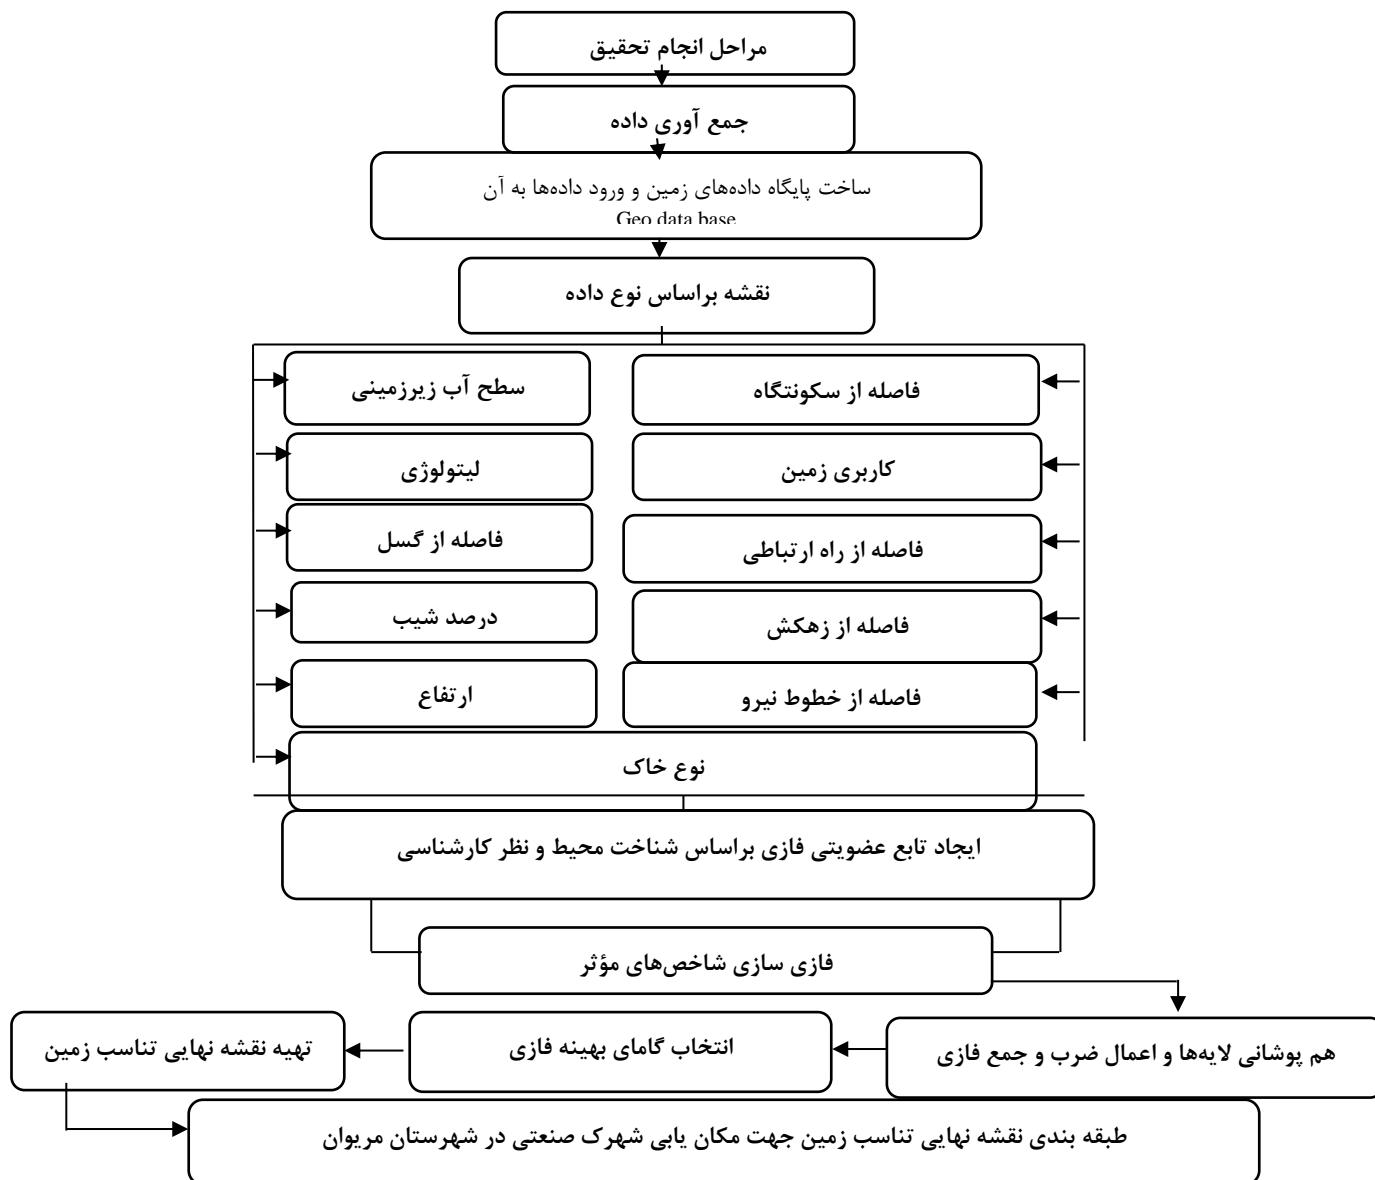 مراحل انجام تحقیق
جمع آوری داده
ساخت پایگاه داده‌های زمین و ورود داده‌ها به آن
Geo data base
نقشه براساس نوع داده
فاصله از سکونتگاه
سطح آب زیرزمینی
کاربری زمین
لیتولوژی
فاصله از راه ارتباطی
فاصله از گسل
فاصله از زهکش
درصد شیب
فاصله از خطوط نیرو
ارتفاع
نوع خاک
ایجاد تابع عضویتی فازی براساس شناخت محیط و نظر کارشناسی
فازی سازی شاخص‌های مؤثر
هم پوشانی لایه‌ها و اعمال ضرب و جمع فازی
انتخاب گامای بهینه فازی
تهیه نقشه نهایی تناسب زمین
طبقه بندی نقشه نهایی تناسب زمین جهت مکان یابی شهرک صنعتی در شهرستان مریوان